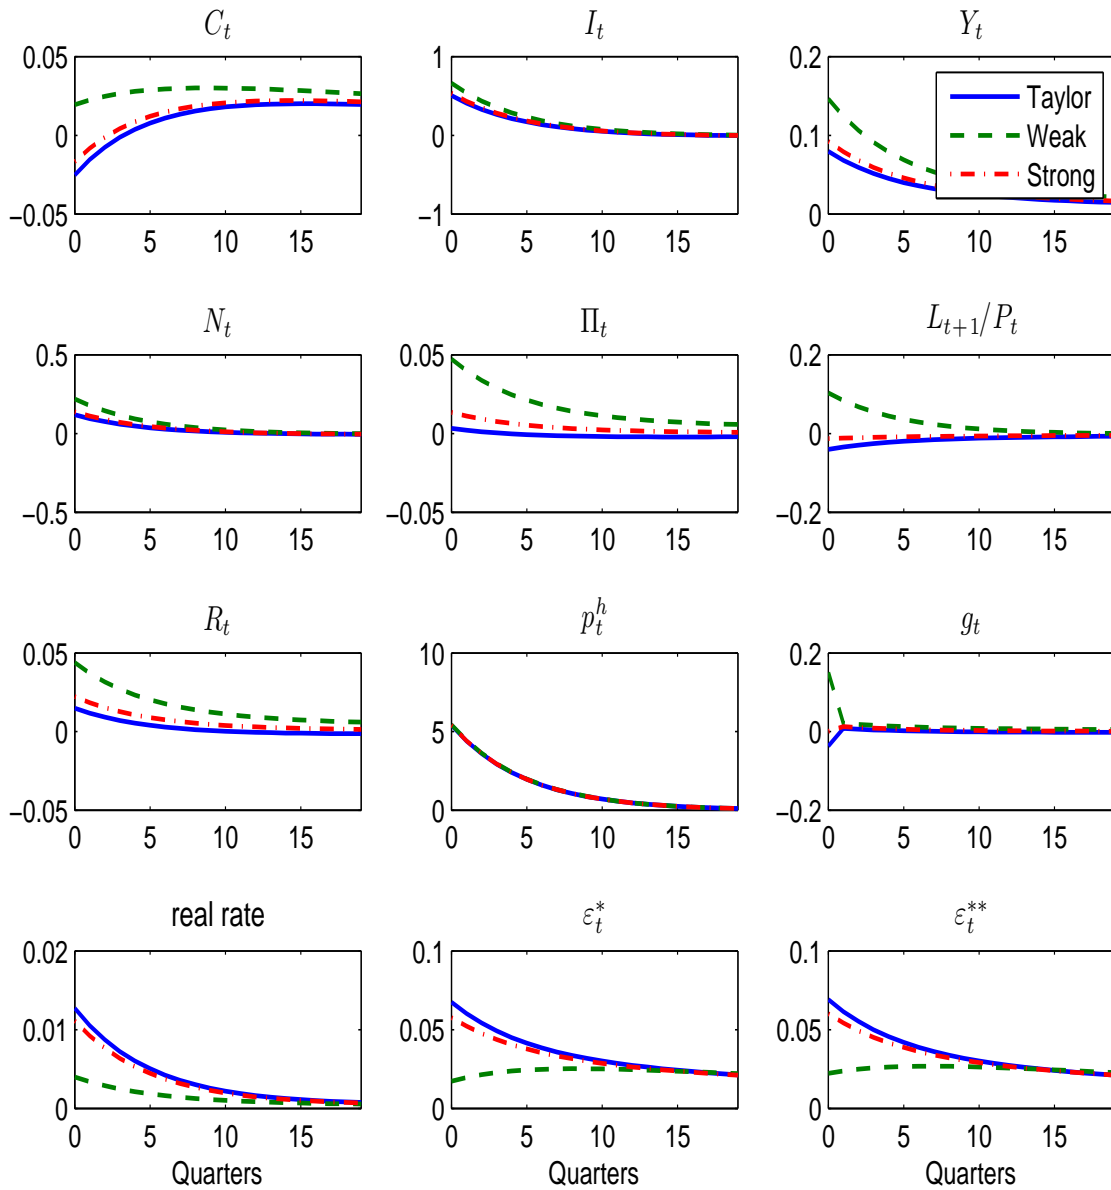 C_t I_t Y_t
0.05 1 0.2
Taylor
0 0 0.1
Weak
Strong
−0.05 −1 0
0 5 10 15 0 5 10 15 0 5 10 15
N_t Π_t L_{t+1}/P_t
0.5 0.05 0.2
0 0 0
−0.5 −0.05 −0.2
0 5 10 15 0 5 10 15 0 5 10 15
R_t p_t^h g_t
0.05 10 0.2
0 5 0
−0.05 0 −0.2
0 5 10 15 0 5 10 15 0 5 10 15
real rate ε_t^* ε_t^{**}
0.02 0.1 0.1
0.01 0.05 0.05
0 0 0
0 5 10 15 0 5 10 15 0 5 10 15
Quarters Quarters Quarters